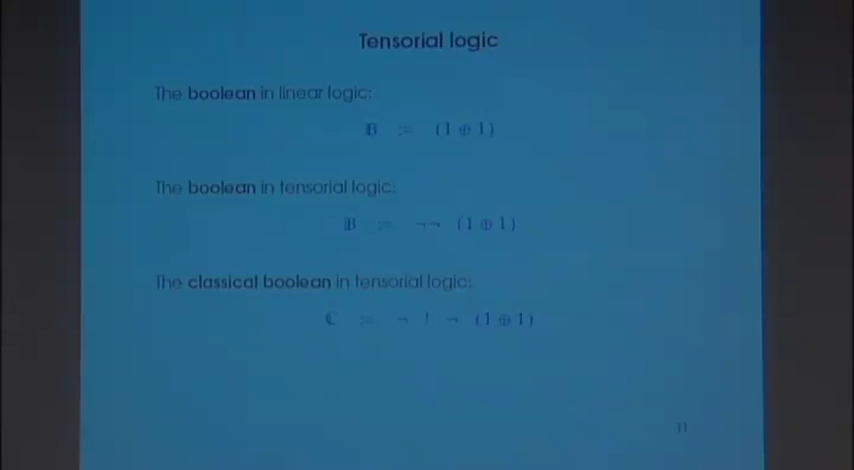 Tensorial logic
The boolean in linear logic:
𝔹 := (1 ⊕ 1)
The boolean in tensorial logic:
𝔹 := ¬¬ (1 ⊕ 1)
The classical boolean in tensorial logic:
ℂ := ¬ ! ¬ (1 ⊕ 1)
11